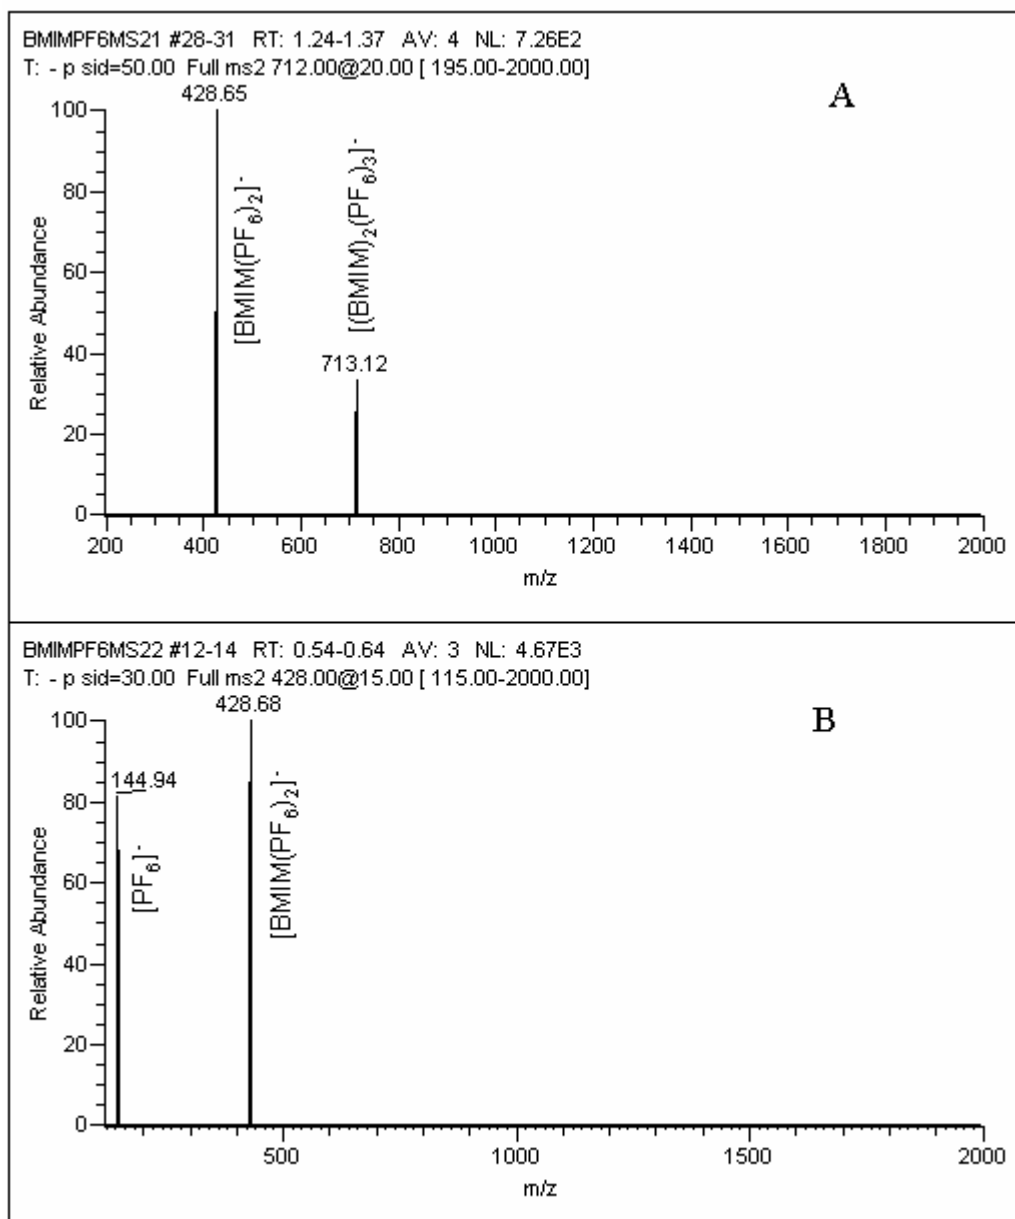 BMIMPF6MS21 #28-31 RT: 1.24-1.37 AV: 4 NL: 7.26E2
T: - p sid=50.00 Full ms2 712.00@20.00 [ 195.00-2000.00]
A
428.65
[BMIM(PF6)2]-
[(BMIM)2(PF6)3]-
713.12
100
80
60
40
20
0
Relative Abundance
200 400 600 800 1000 1200 1400 1600 1800 2000
m/z
BMIMPF6MS22 #12-14 RT: 0.54-0.64 AV: 3 NL: 4.67E3
T: - p sid=30.00 Full ms2 428.00@15.00 [ 115.00-2000.00]
B
428.68
144.94
[PF6]-
[BMIM(PF6)2]-
100
80
60
40
20
0
Relative Abundance
500 1000 1500 2000
m/z